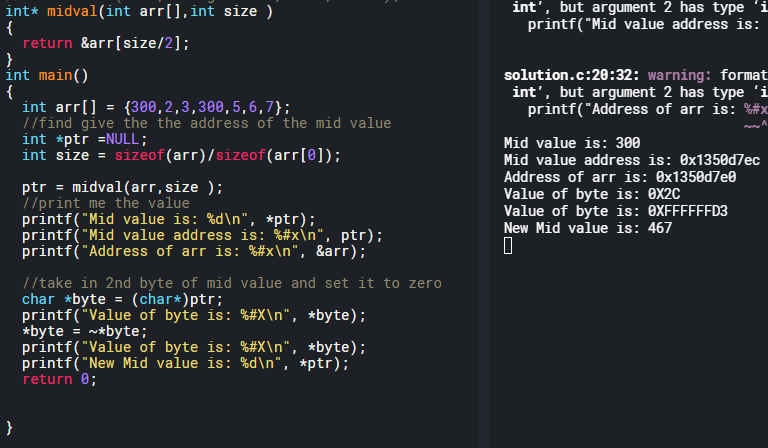 int* midval(int arr[],int size )
{
return &arr[size/2];
}
int main()
{
int arr[] = {300,2,3,300,5,6,7};
//find give the the address of the mid value
int *ptr =NULL;
int size = sizeof(arr)/sizeof(arr[0]);
ptr = midval(arr,size );
//print me the value
printf("Mid value is: %d\n", *ptr);
printf("Mid value address is: %#x\n", ptr);
printf("Address of arr is: %#x\n", &arr);
//take in 2nd byte of mid value and set it to zero
char *byte = (char*)ptr;
printf("Value of byte is: %#X\n", *byte);
*byte = ~*byte;
printf("Value of byte is: %#X\n", *byte);
printf("New Mid value is: %d\n", *ptr);
return 0;
}
int’, but argument 2 has type ‘i
printf("Mid value address is:
solution.c:20:32: warning: format
int’, but argument 2 has type ‘i
printf("Address of arr is: %#x
~~^
Mid value is: 300
Mid value address is: 0x1350d7ec
Address of arr is: 0x1350d7e0
Value of byte is: 0X2C
Value of byte is: 0XFFFFFFD3
New Mid value is: 467